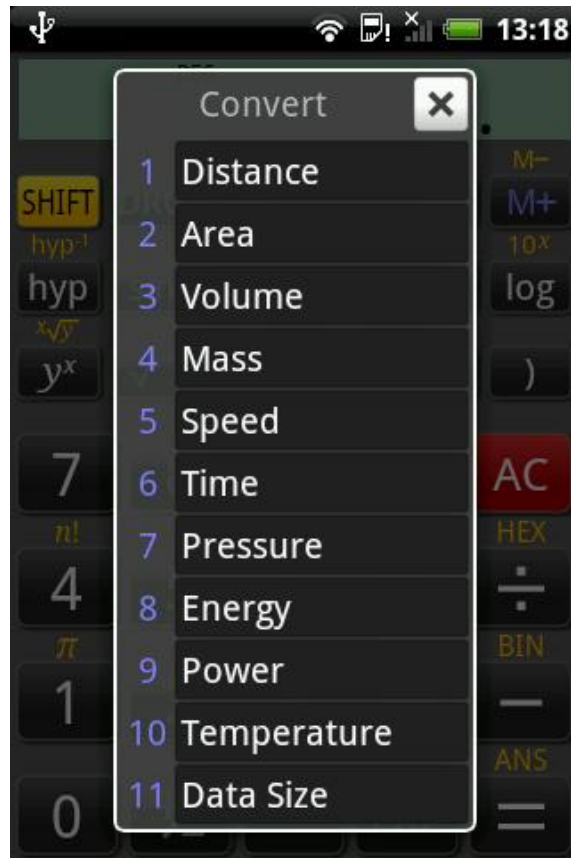 13:18
Convert
1 Distance
2 Area
3 Volume
4 Mass
5 Speed
6 Time
7 Pressure
8 Energy
9 Power
10 Temperature
11 Data Size
M-
SHIFT
M+
hyp-1
10x
hyp
log
x√y
yx
)
7
AC
n!
HEX
4
÷
π
BIN
1
−
ANS
0
=